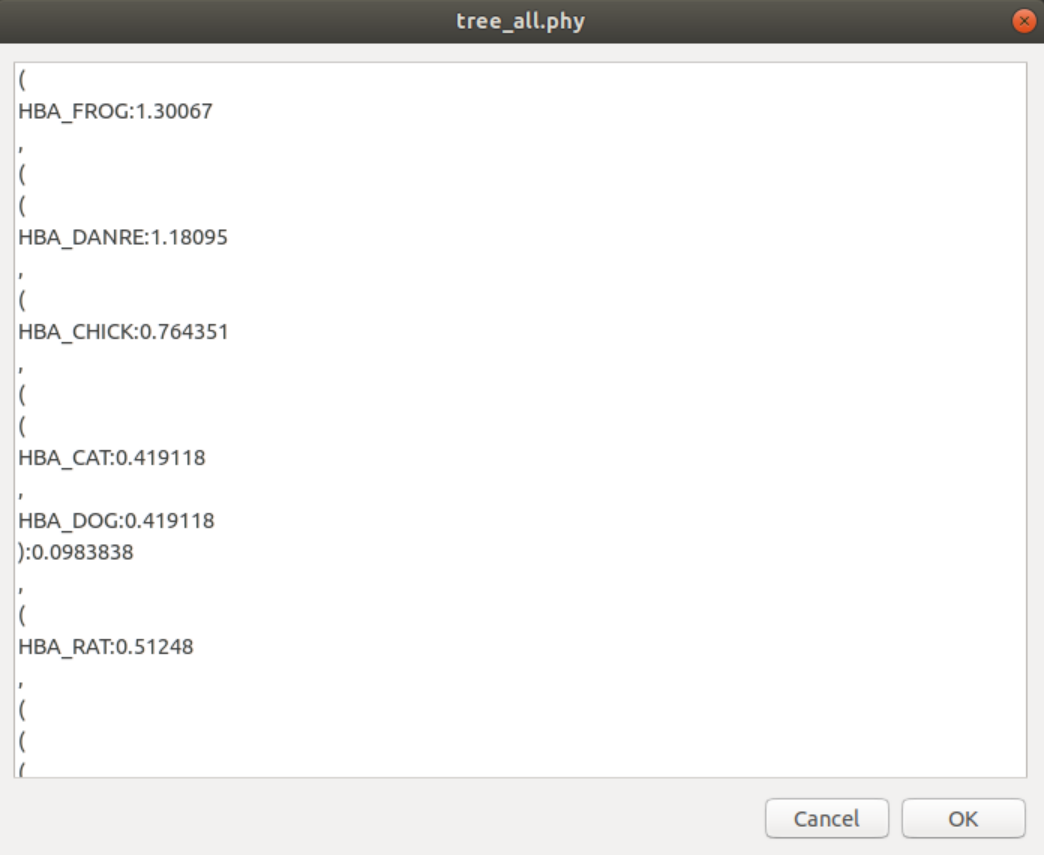 tree_all.phy
(
HBA_FROG:1.30067
,
(
(
HBA_DANRE:1.18095
,
(
HBA_CHICK:0.764351
,
(
(
HBA_CAT:0.419118
,
HBA_DOG:0.419118
):0.0983838
,
(
HBA_RAT:0.51248
,
(
(
(
Cancel
OK